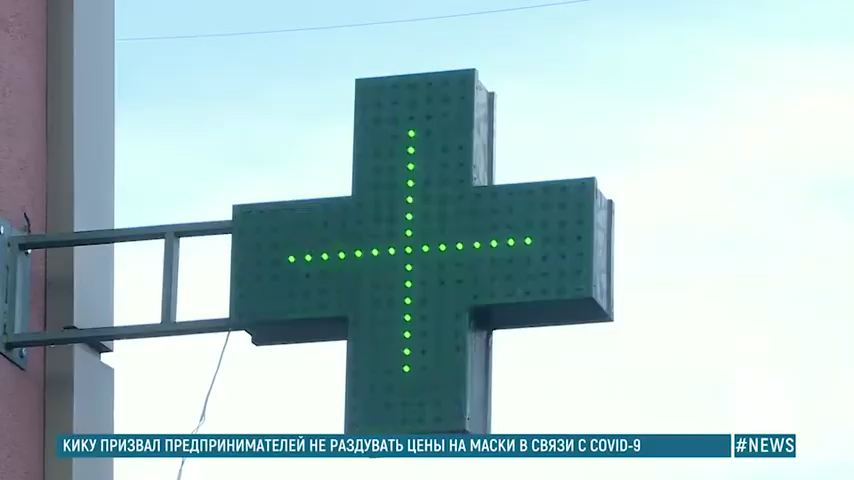 КИКУ ПРИЗВАЛ ПРЕДПРИНИМАТЕЛЕЙ НЕ РАЗДУВАТЬ ЦЕНЫ НА МАСКИ В СВЯЗИ С COVID-9
#NEWS